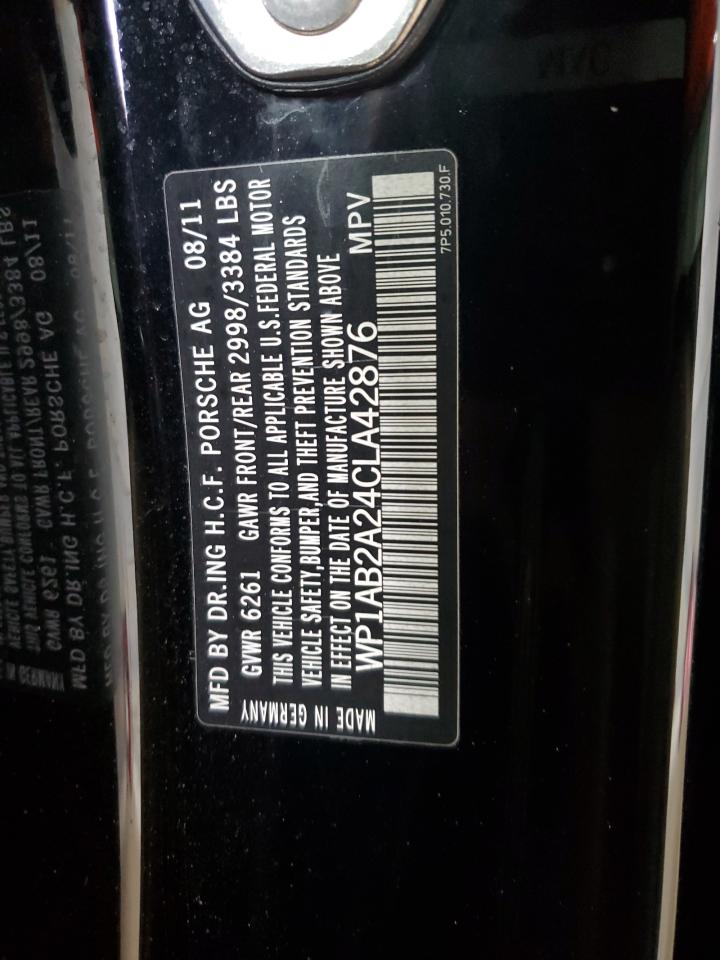 MFD BY DR.ING H.C.F. PORSCHE AG 08/11
GVWR 6261 GAWR FRONT/REAR 2998/3384 LBS
THIS VEHICLE CONFORMS TO ALL APPLICABLE U.S.FEDERAL MOTOR
VEHICLE SAFETY,BUMPER,AND THEFT PREVENTION STANDARDS
IN EFFECT ON THE DATE OF MANUFACTURE SHOWN ABOVE
WP1AB2A24CLA42876 MPV
MADE IN GERMANY
7P5.010.730.F